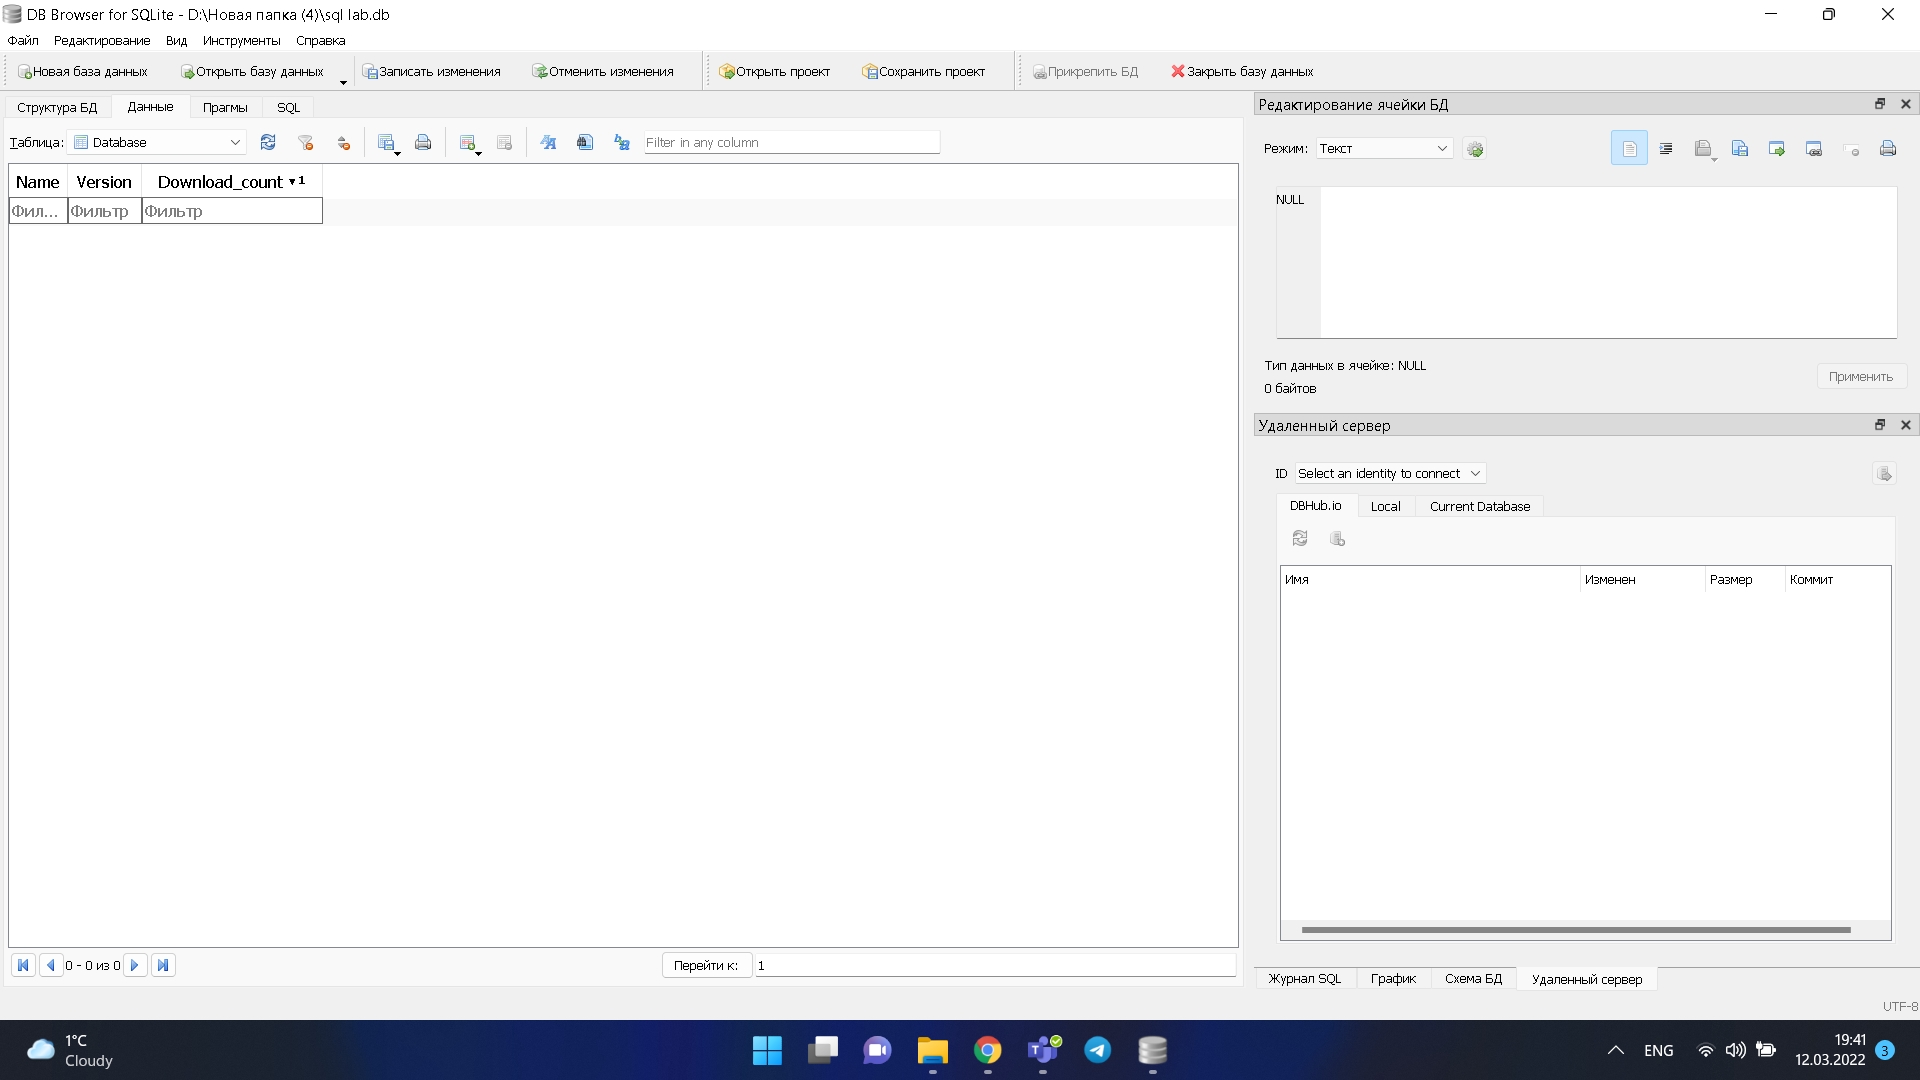 DB Browser for SQLite - D:\Новая папка (4)\sql lab.db
Файл Редактирование Вид Инструменты Справка
Новая база данных Открыть базу данных Записать изменения Отменить изменения Открыть проект Сохранить проект Прикрепить БД Закрыть базу данных
Структура БД Данные Прагмы SQL
Таблица: Database Filter in any column
Name Version Download_count 1
Фил... Фильтр Фильтр
0 - 0 из 0 Перейти к: 1
Редактирование ячейки БД
Режим: Текст
NULL
Тип данных в ячейке: NULL
0 байтов
Применить
Удаленный сервер
ID Select an identity to connect
DBHub.io Local Current Database
Имя Изменен Размер Коммит
Журнал SQL График Схема БД Удаленный сервер
UTF-8
1°C
Cloudy
ENG
19:41
12.03.2022
3